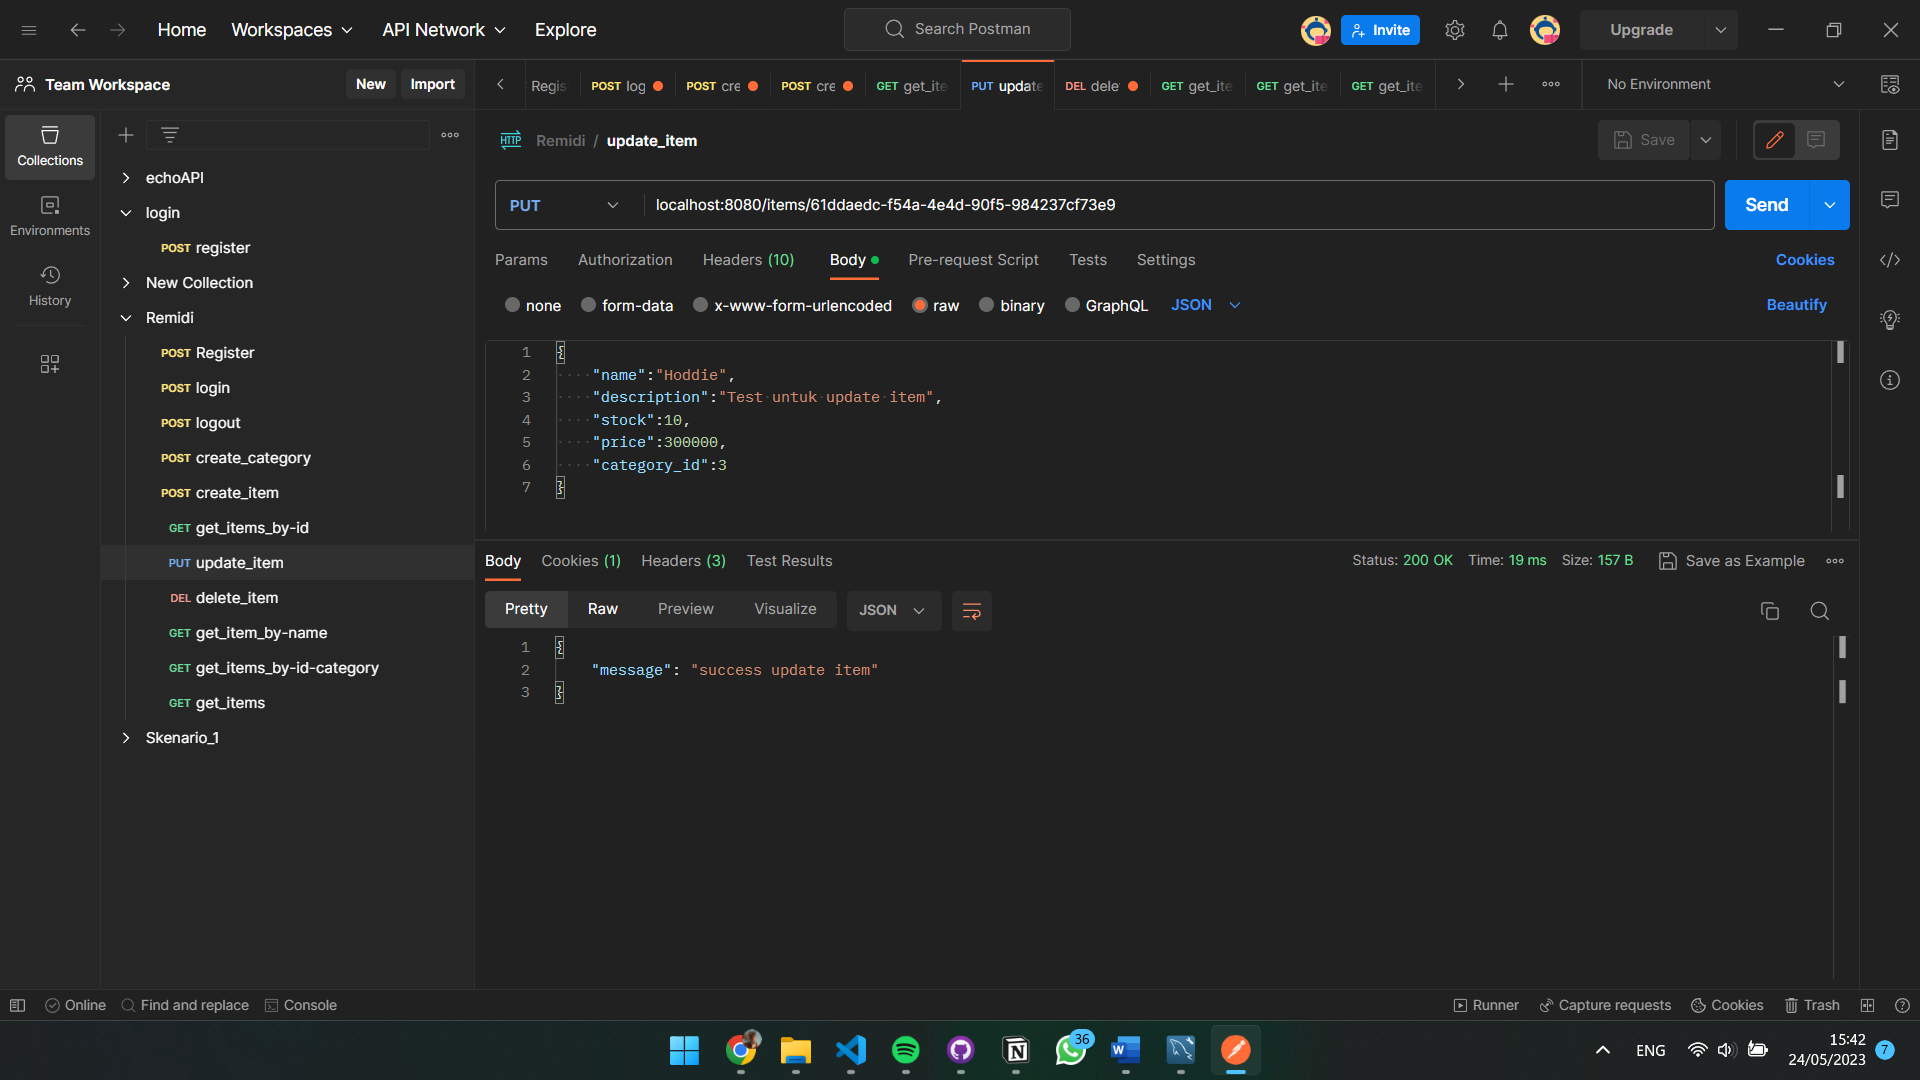 Home Workspaces API Network Explore Search Postman Invite Upgrade
Team Workspace New Import Regis POST log POST cre POST cre GET get_ite PUT update DEL dele GET get_ite GET get_ite GET get_ite No Environment
Collections
Environments
History
echoAPI
login
POST register
New Collection
Remidi
POST Register
POST login
POST logout
POST create_category
POST create_item
GET get_items_by-id
PUT update_item
DEL delete_item
GET get_item_by-name
GET get_items_by-id-category
GET get_items
Skenario_1
HTTP Remidi / update_item Save
PUT localhost:8080/items/61ddaedc-f54a-4e4d-90f5-984237cf73e9 Send
Params Authorization Headers (10) Body Pre-request Script Tests Settings Cookies
none form-data x-www-form-urlencoded raw binary GraphQL JSON Beautify
1 {
2 "name":"Hoddie",
3 "description":"Test untuk update item",
4 "stock":10,
5 "price":300000,
6 "category_id":3
7 }
Body Cookies (1) Headers (3) Test Results Status: 200 OK Time: 19 ms Size: 157 B Save as Example
Pretty Raw Preview Visualize JSON
1 {
2 "message": "success update item"
3 }
Online Find and replace Console Runner Capture requests Cookies Trash
36
ENG 15:42
24/05/2023 7